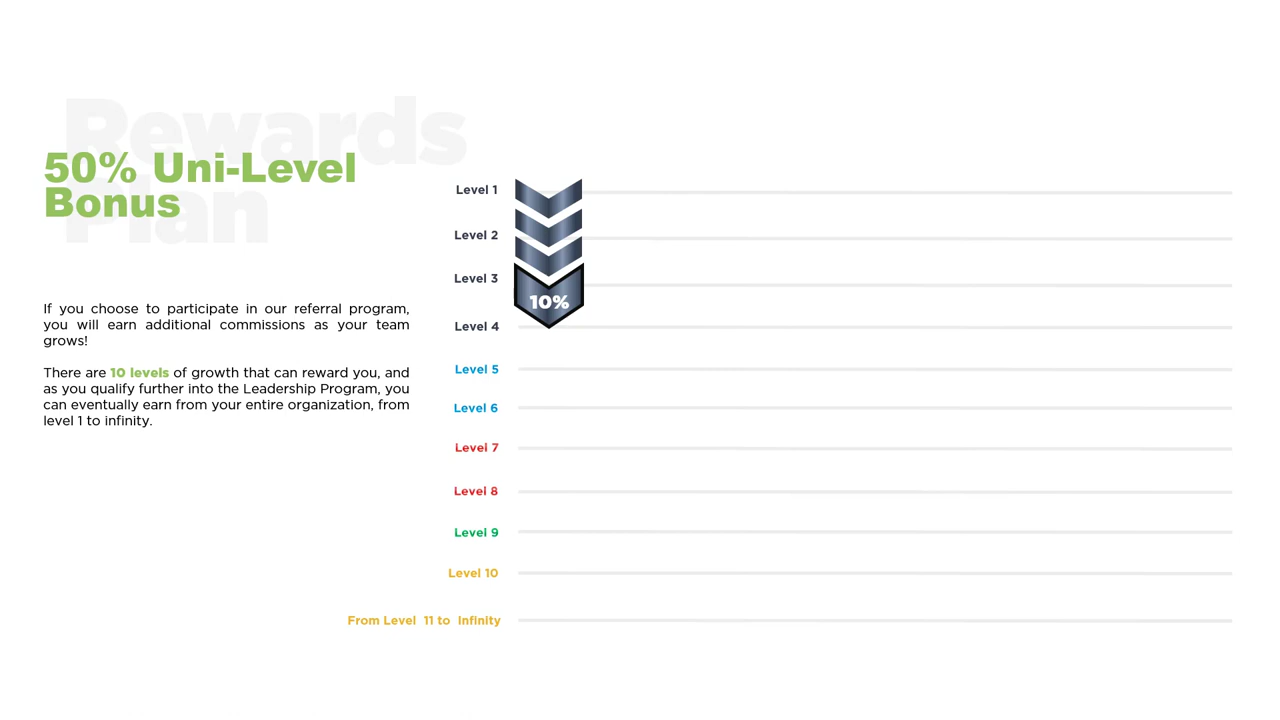 Rewards
Plan
50% Uni-Level
Bonus
If you choose to participate in our referral program,
you will earn additional commissions as your team
grows!
There are 10 levels of growth that can reward you, and
as you qualify further into the Leadership Program, you
can eventually earn from your entire organization, from
level 1 to infinity.
Level 1
Level 2
Level 3
10%
Level 4
Level 5
Level 6
Level 7
Level 8
Level 9
Level 10
From Level 11 to Infinity